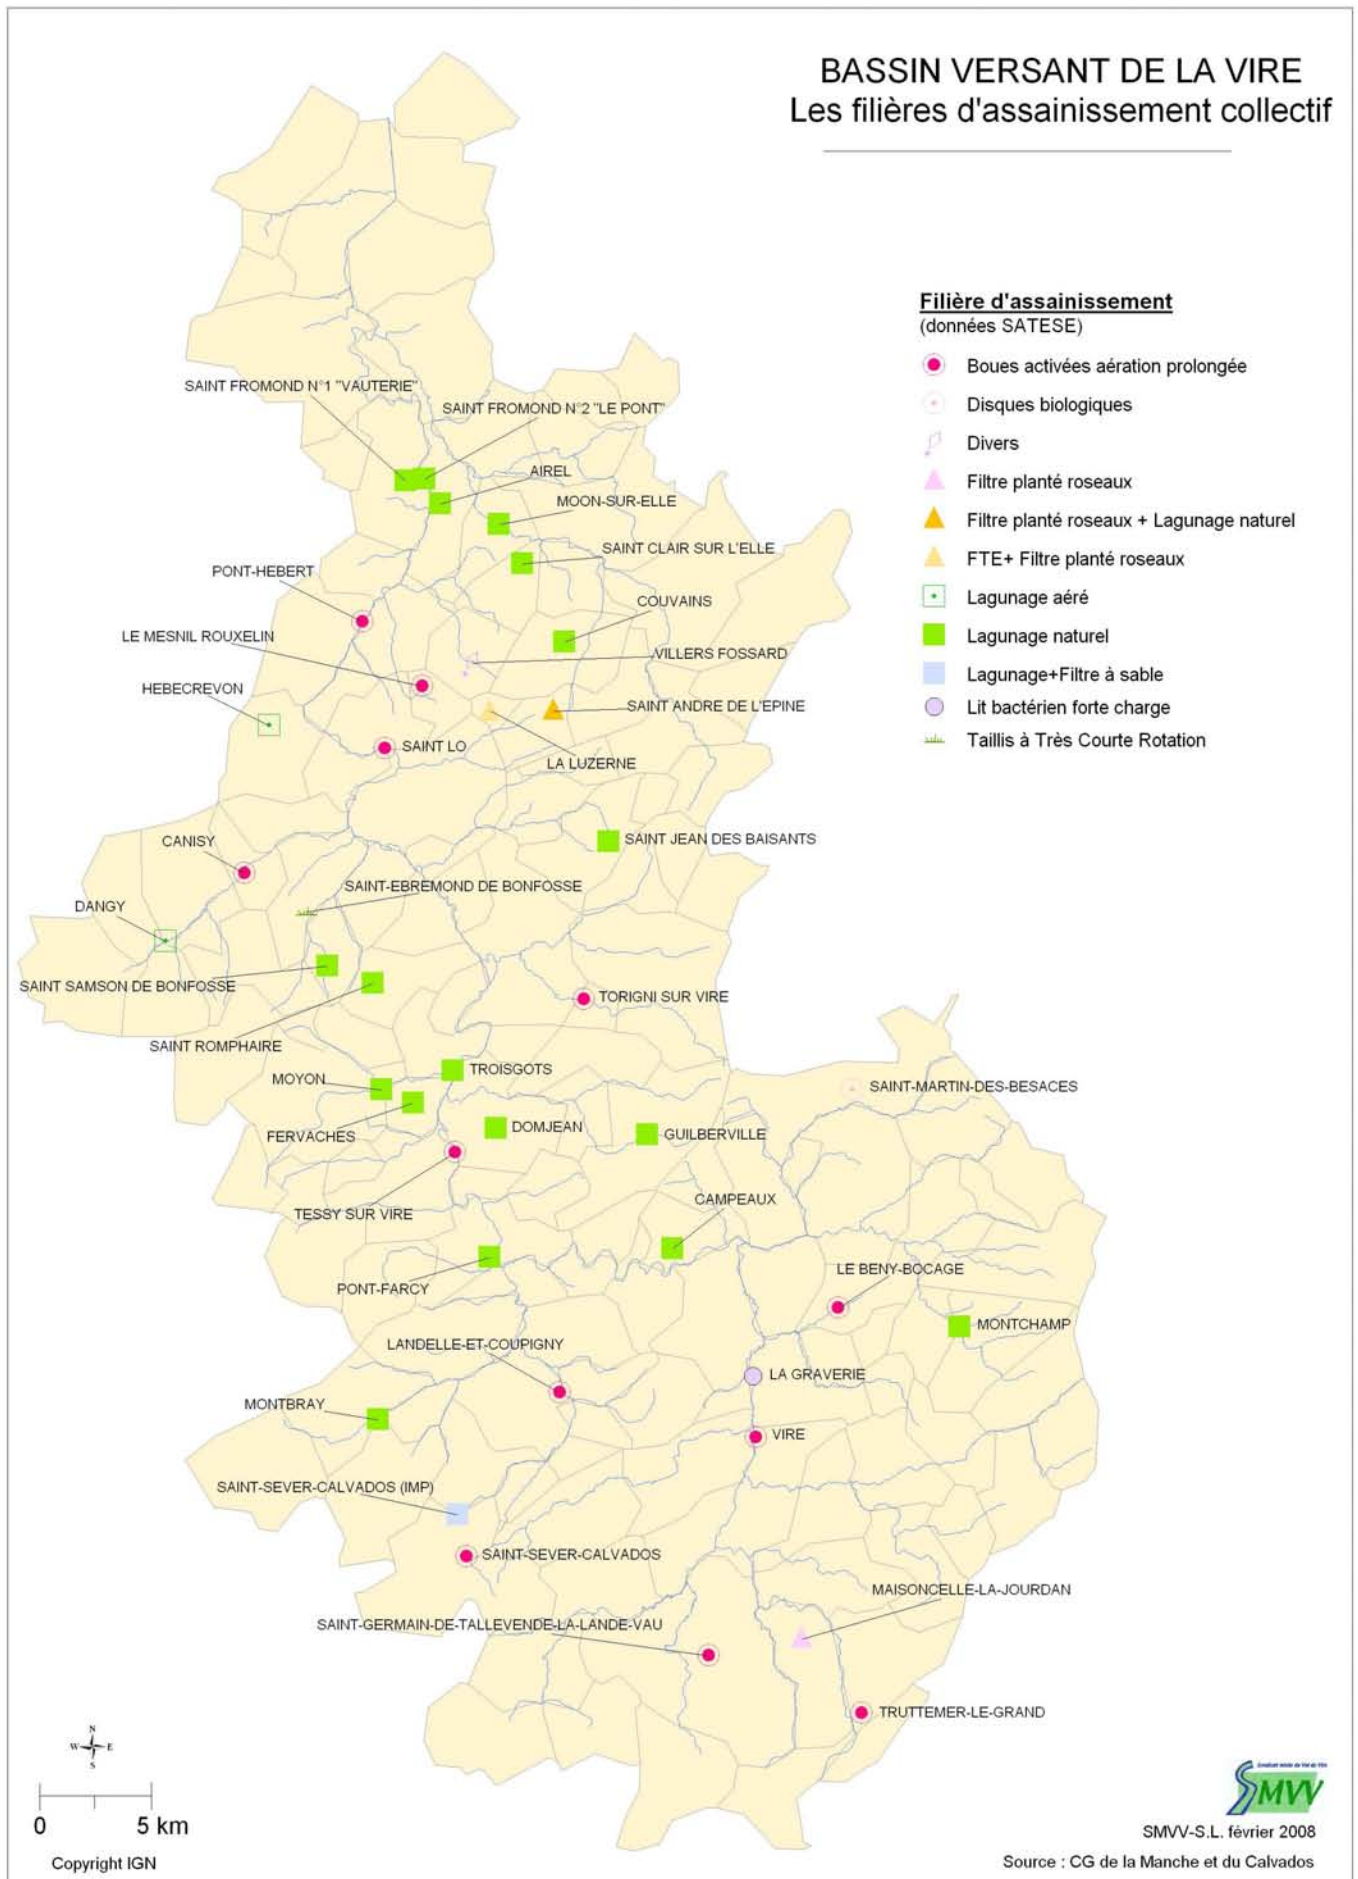 BASSIN VERSANT DE LA VIRE
Les filières d'assainissement collectif
Filière d'assainissement
(données SATESE)
Boues activées aération prolongée
Disques biologiques
Divers
Filtre planté roseaux
Filtre planté roseaux + Lagunage naturel
FTE+ Filtre planté roseaux
Lagunage aéré
Lagunage naturel
Lagunage+Filtre à sable
Lit bactérien forte charge
Taillis à Très Courte Rotation
SAINT FROMOND N°1 "VAUTERIE"
SAINT FROMOND N°2 "LE PONT"
AIREL
MOON-SUR-ELLE
SAINT CLAIR SUR L'ELLE
PONT-HEBERT
COUVAINS
LE MESNIL ROUXELIN
VILLERS FOSSARD
HEBECREVON
SAINT ANDRE DE L'EPINE
SAINT LO
LA LUZERNE
CANISY
SAINT JEAN DES BAISANTS
SAINT-EBREMOND DE BONFOSSE
DANGY
SAINT SAMSON DE BONFOSSE
TORIGNI SUR VIRE
SAINT ROMPHAIRE
MOYON
TROISGOTS
SAINT-MARTIN-DES-BESACES
FERVACHES
DOMJEAN
GUILBERVILLE
TESSY SUR VIRE
CAMPEAUX
PONT-FARCY
LE BENY-BOCAGE
MONTCHAMP
LANDELLE-ET-COUPIGNY
LA GRAVERIE
MONTBRAY
VIRE
SAINT-SEVER-CALVADOS (IMP)
SAINT-SEVER-CALVADOS
MAISONCELLE-LA-JOURDAN
SAINT-GERMAIN-DE-TALLEVENDE-LA-LANDE-VAU
TRUTTEMER-LE-GRAND
N
W E
S
0 5 km
Copyright IGN
SMVV
SMVV-S.L. février 2008
Source : CG de la Manche et du Calvados